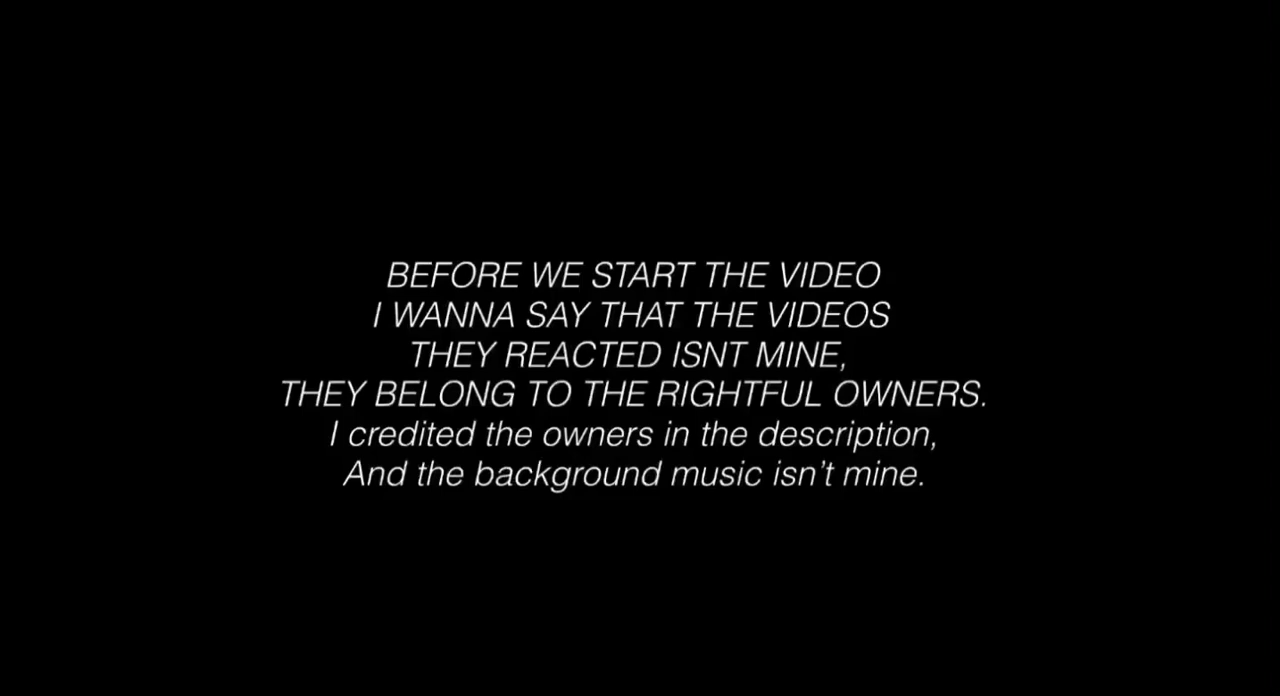 BEFORE WE START THE VIDEO
I WANNA SAY THAT THE VIDEOS
THEY REACTED ISNT MINE,
THEY BELONG TO THE RIGHTFUL OWNERS.
I credited the owners in the description,
And the background music isn’t mine.